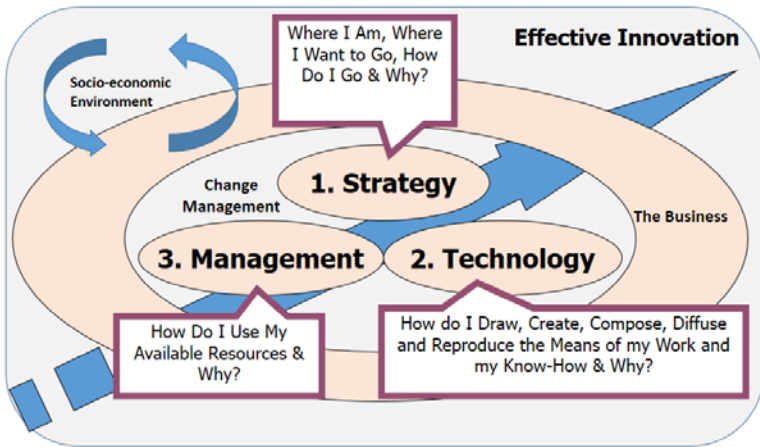 Effective Innovation
Socio-economic
Environment
Where I Am, Where
I Want to Go, How
Do I Go & Why?
1. Strategy
Change
Management
The Business
3. Management
2. Technology
How Do I Use My
Available Resources &
Why?
How do I Draw, Create, Compose, Diffuse
and Reproduce the Means of my Work and
my Know-How & Why?